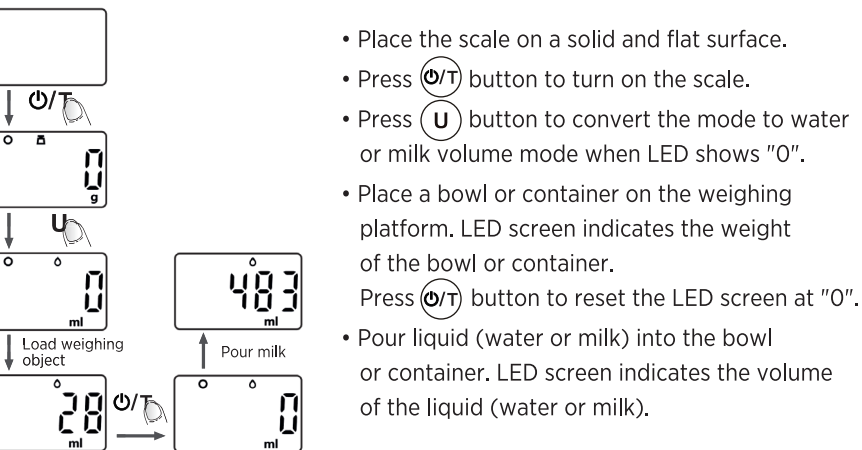 ⏻/T
0
g
U
0
ml
Load weighing
object
28
ml
⏻/T
0
ml
Pour milk
483
ml
• Place the scale on a solid and flat surface.
• Press ⏻/T button to turn on the scale.
• Press U button to convert the mode to water
or milk volume mode when LED shows "0".
• Place a bowl or container on the weighing
platform. LED screen indicates the weight
of the bowl or container.
Press ⏻/T button to reset the LED screen at "0".
• Pour liquid (water or milk) into the bowl
or container. LED screen indicates the volume
of the liquid (water or milk).